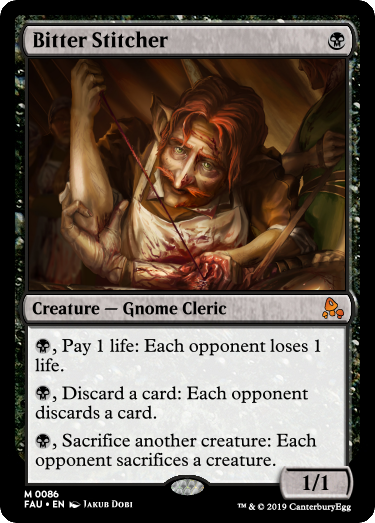 Bitter Stitcher
Creature — Gnome Cleric
, Pay 1 life: Each opponent loses 1
life.
, Discard a card: Each opponent
discards a card.
, Sacrifice another creature: Each
opponent sacrifices a creature.
1/1
M 0086
FAU • EN Jakub Dobi
™ & © 2019 CanterburyEgg